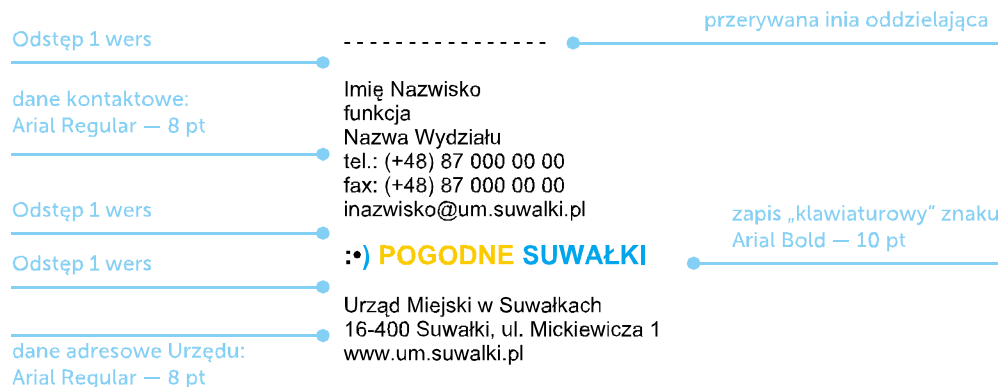 przerywana inia oddzielająca
Odstęp 1 wers
- - - - - - - - - - - - - - - - -
dane kontaktowe:
Arial Regular — 8 pt
Imię Nazwisko
funkcja
Nazwa Wydziału
tel.: (+48) 87 000 00 00
fax: (+48) 87 000 00 00
inazwisko@um.suwalki.pl
Odstęp 1 wers
zapis „klawiaturowy” znaku
Arial Bold — 10 pt
:•) POGODNE SUWAŁKI
Odstęp 1 wers
Urząd Miejski w Suwałkach
16-400 Suwałki, ul. Mickiewicza 1
www.um.suwalki.pl
dane adresowe Urzędu:
Arial Regular — 8 pt